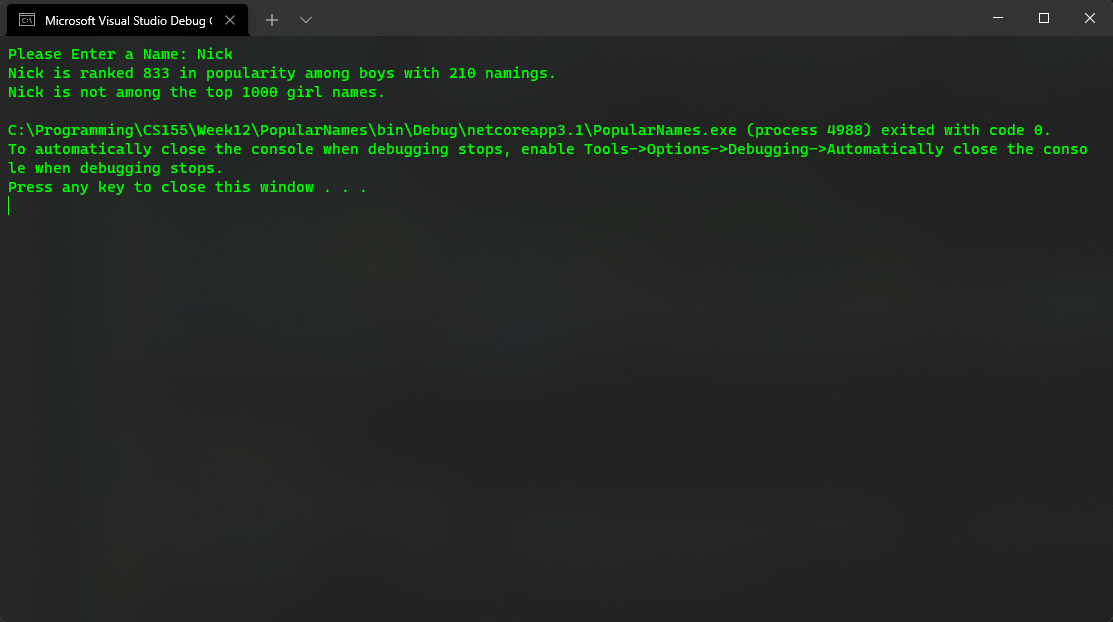 Microsoft Visual Studio Debug C
Please Enter a Name: Nick
Nick is ranked 833 in popularity among boys with 210 namings.
Nick is not among the top 1000 girl names.
C:\Programming\CS155\Week12\PopularNames\bin\Debug\netcoreapp3.1\PopularNames.exe (process 4988) exited with code 0.
To automatically close the console when debugging stops, enable Tools->Options->Debugging->Automatically close the conso
le when debugging stops.
Press any key to close this window . . .